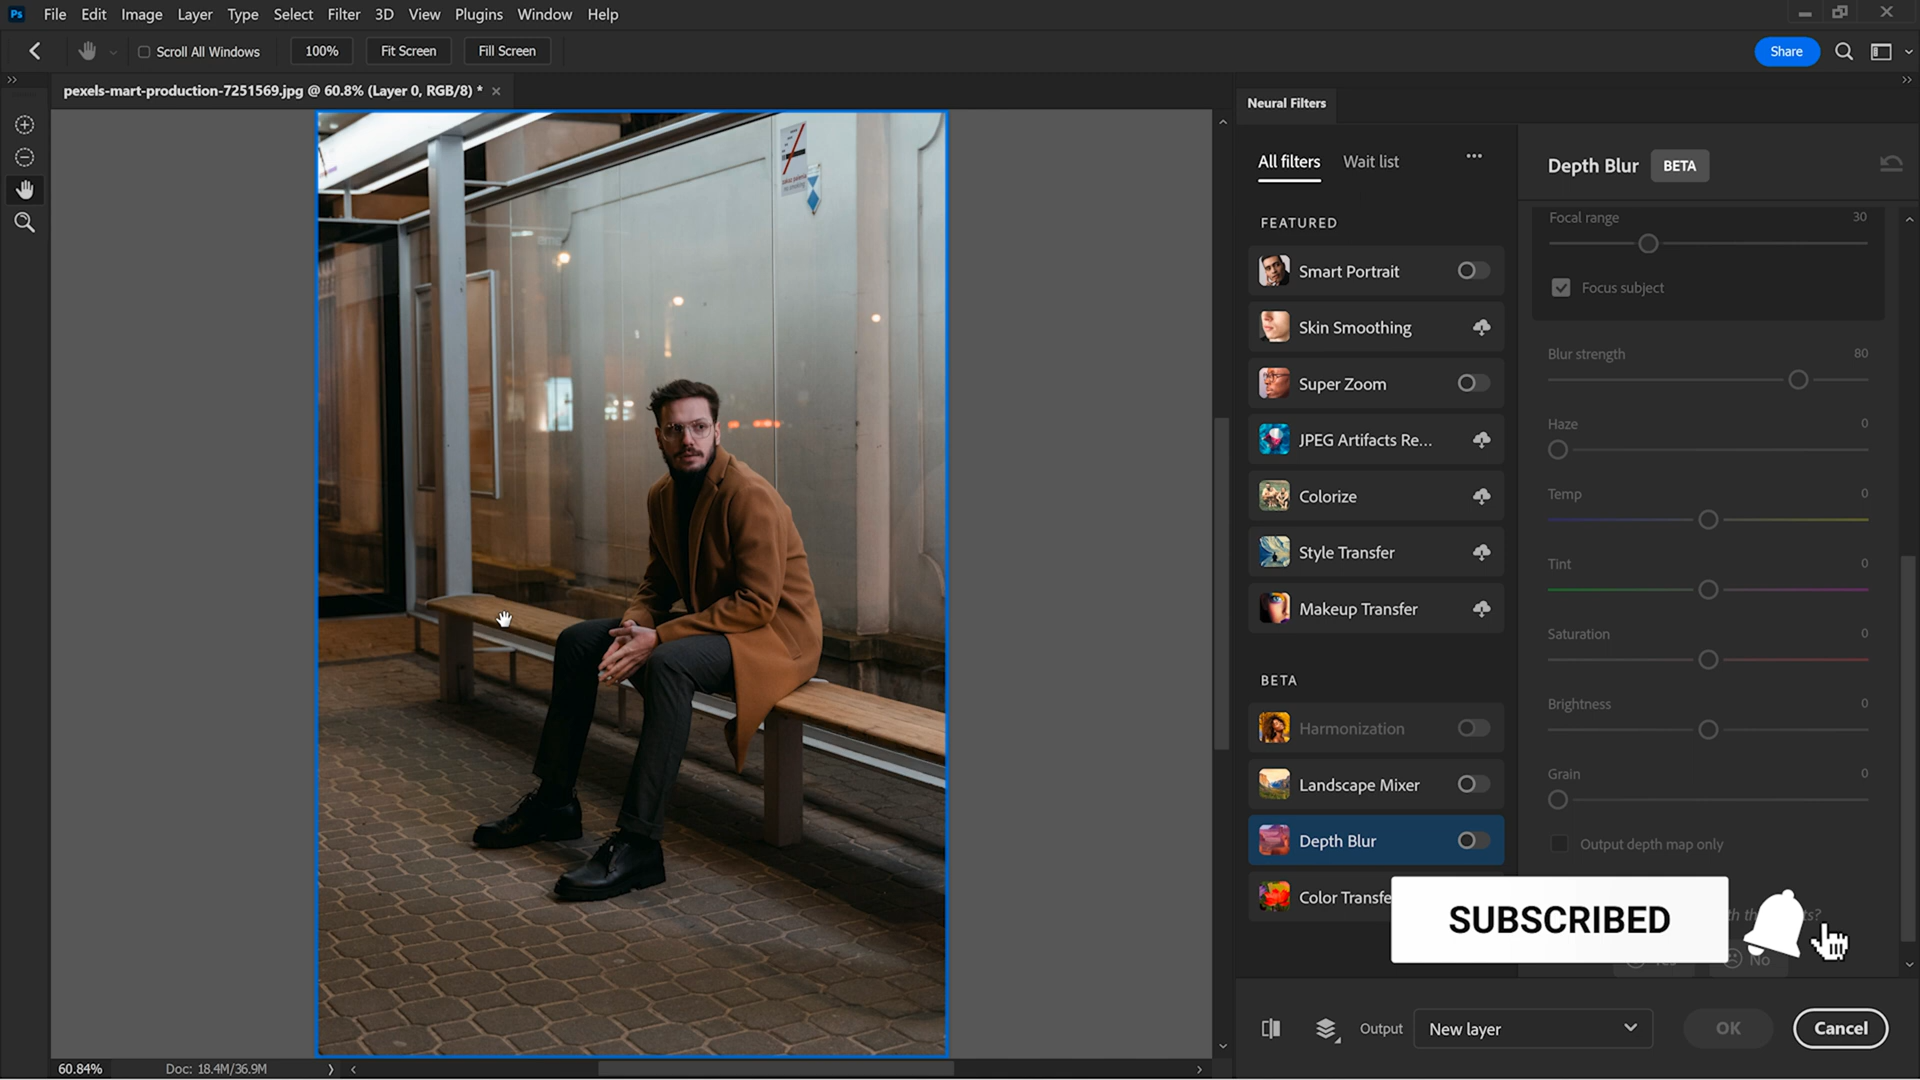 Ps File Edit Image Layer Type Select Filter 3D View Plugins Window Help
Scroll All Windows 100% Fit Screen Fill Screen Share
pexels-mart-production-7251569.jpg @ 60.8% (Layer 0, RGB/8) *
Neural Filters
All filters Wait list
FEATURED
Smart Portrait
Skin Smoothing
Super Zoom
JPEG Artifacts Re...
Colorize
Style Transfer
Makeup Transfer
BETA
Harmonization
Landscape Mixer
Depth Blur
Color Transfe
Depth Blur BETA
Focal range 30
Focus subject
Blur strength 80
Haze 0
Temp 0
Tint 0
Saturation 0
Brightness 0
Grain 0
Output depth map only
SUBSCRIBED
No
Output New layer OK Cancel
60.84% Doc: 18.4M/36.9M